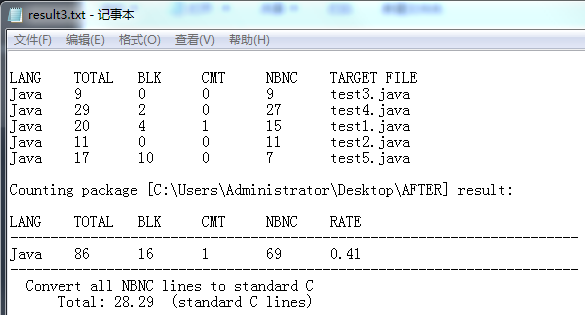 result3.txt - 记事本
文件(F) 编辑(E) 格式(O) 查看(V) 帮助(H)
LANG TOTAL BLK CMT NBNC TARGET FILE
Java 9 0 0 9 test3.java
Java 29 2 0 27 test4.java
Java 20 4 1 15 test1.java
Java 11 0 0 11 test2.java
Java 17 10 0 7 test5.java
Counting package [C:\Users\Administrator\Desktop\AFTER] result:
LANG TOTAL BLK CMT NBNC RATE
Java 86 16 1 69 0.41
Convert all NBNC lines to standard C
Total: 28.29 (standard C lines)